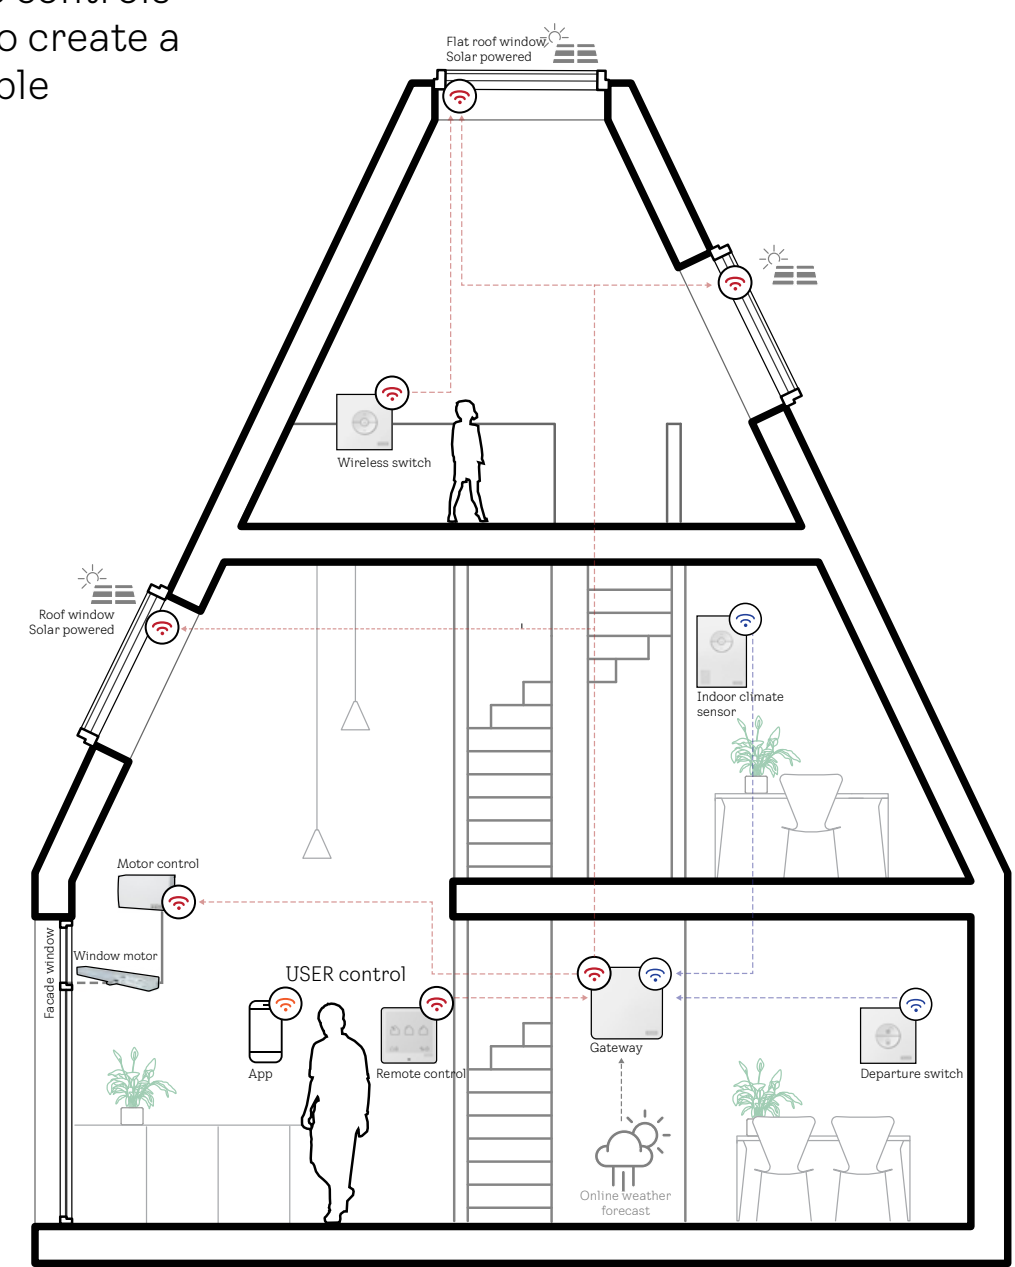 o create a
Flat roof window
Solar powered
Wireless switch
Roof window
Solar powered
Indoor climate
sensor
Motor control
Window motor
Facade window
USER control
App
Remote control
Gateway
Departure switch
Online weather
forecast